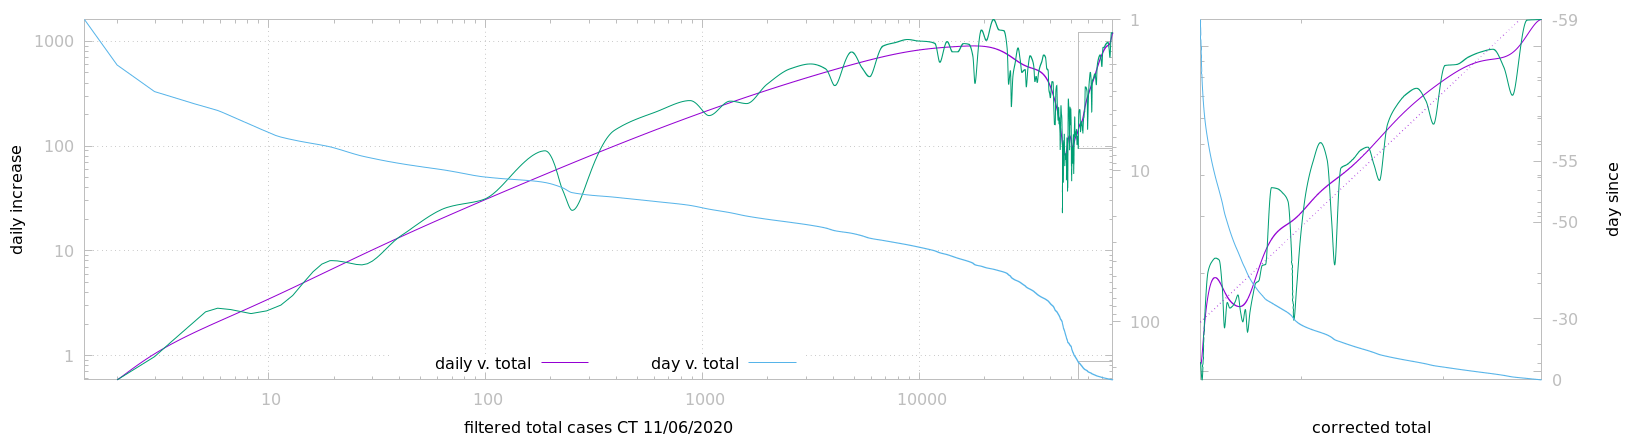 1000
100
10
1
daily increase
10
100
1000
10000
filtered total cases CT 11/06/2020
daily v. total
day v. total
1
10
100
-59
-55
-50
-30
0
day since
corrected total